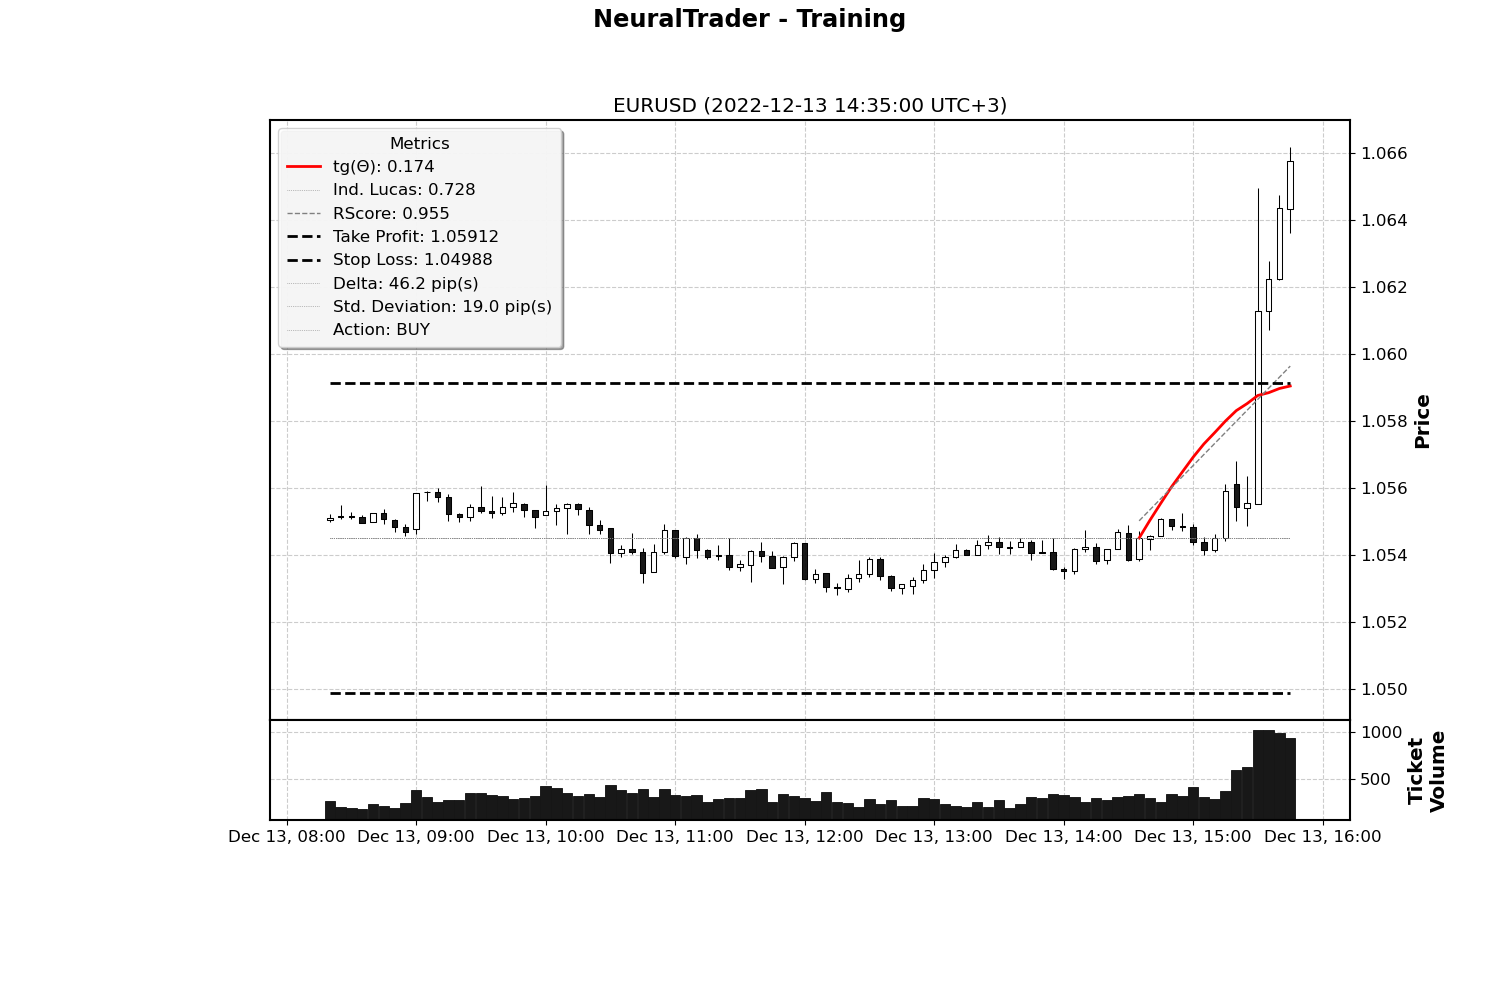 NeuralTrader - Training
EURUSD (2022-12-13 14:35:00 UTC+3)
Metrics
tg(Θ): 0.174
Ind. Lucas: 0.728
RScore: 0.955
Take Profit: 1.05912
Stop Loss: 1.04988
Delta: 46.2 pip(s)
Std. Deviation: 19.0 pip(s)
Action: BUY
1.066
1.064
1.062
1.060
1.058
1.056
1.054
1.052
1.050
Price
1000
500
Ticket
Volume
Dec 13, 08:00 Dec 13, 09:00 Dec 13, 10:00 Dec 13, 11:00 Dec 13, 12:00 Dec 13, 13:00 Dec 13, 14:00 Dec 13, 15:00 Dec 13, 16:00